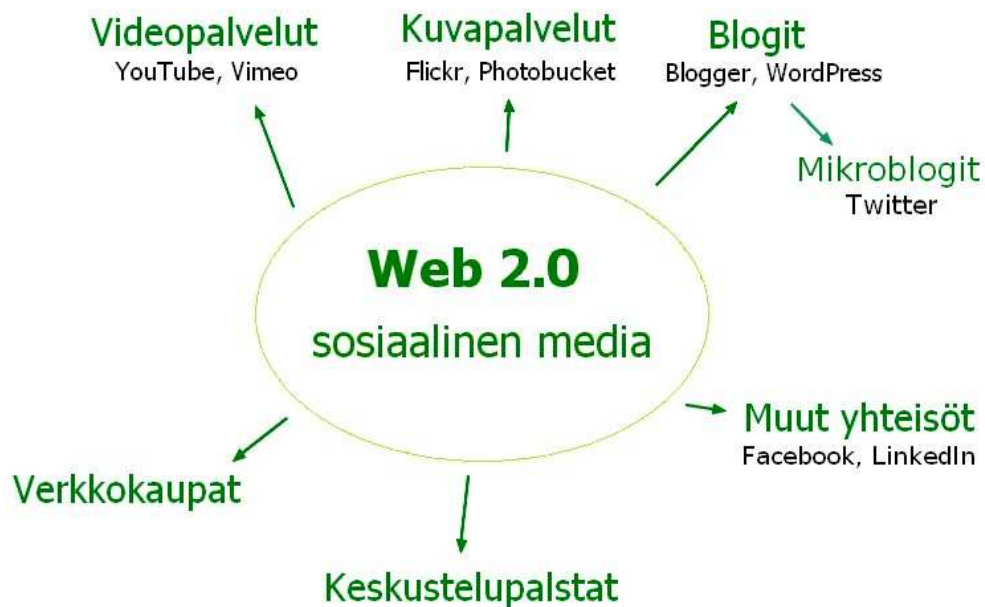 Videopalvelut
YouTube, Vimeo
Kuvapalvelut
Flickr, Photobucket
Blogit
Blogger, WordPress
Mikroblogit
Twitter
Web 2.0
sosiaalinen media
Muut yhteisöt
Facebook, LinkedIn
Verkkokaupat
Keskustelupalstat